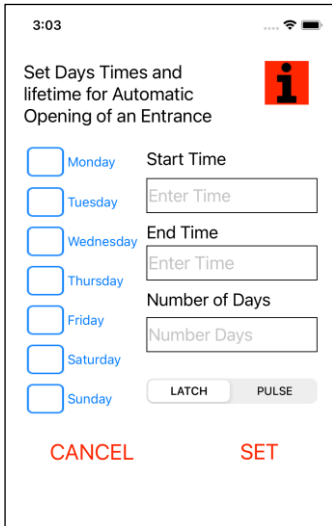 3:03
Set Days Times and
lifetime for Automatic
Opening of an Entrance
i
Monday
Tuesday
Wednesday
Thursday
Friday
Saturday
Sunday
Start Time
Enter Time
End Time
Enter Time
Number of Days
Number Days
LATCH PULSE
CANCEL SET